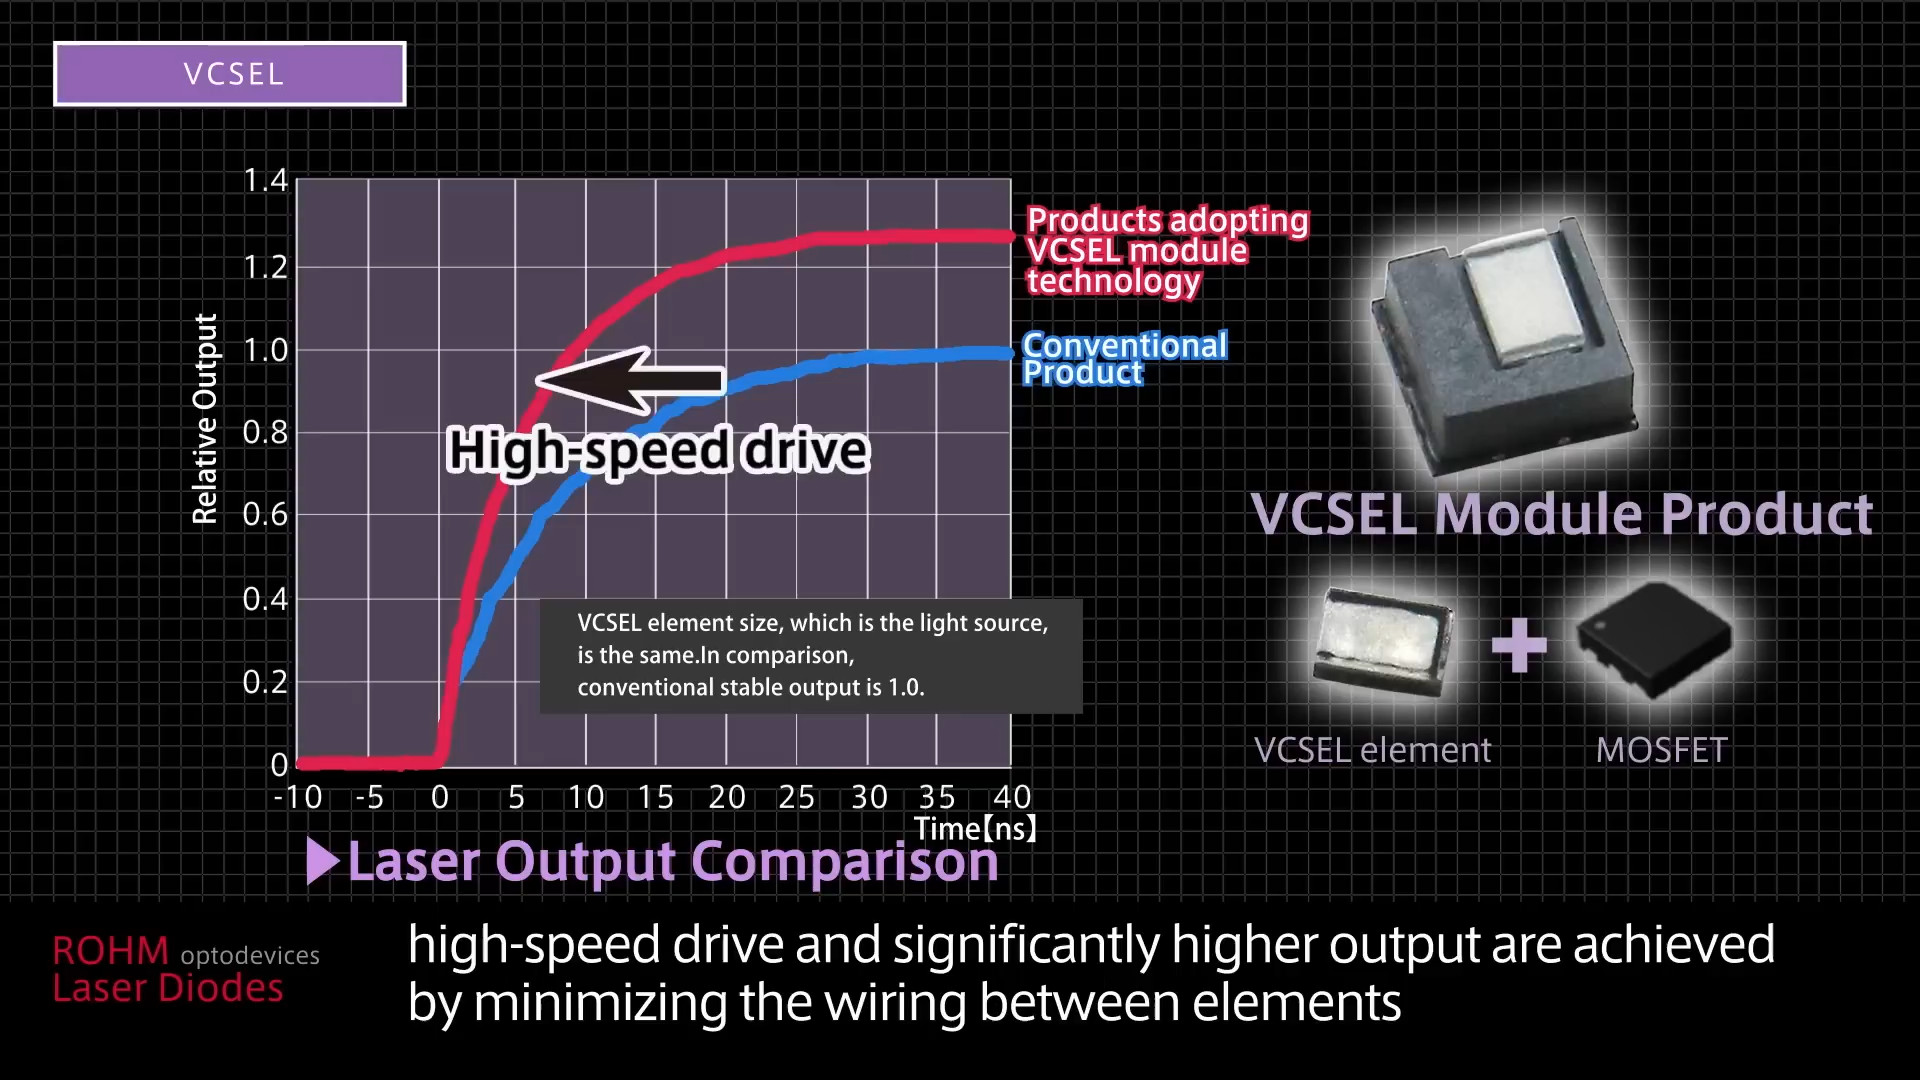 VCSEL
1.4
1.2
1.0
0.8
0.6
0.4
0.2
0
Relative Output
-10 -5 0 5 10 15 20 25 30 35 40
Time【ns】
Products adopting
VCSEL module
technology
Conventional
Product
High-speed drive
VCSEL element size, which is the light source,
is the same.In comparison,
conventional stable output is 1.0.
▶Laser Output Comparison
VCSEL Module Product
VCSEL element
MOSFET
ROHM optodevices
Laser Diodes
high-speed drive and significantly higher output are achieved
by minimizing the wiring between elements